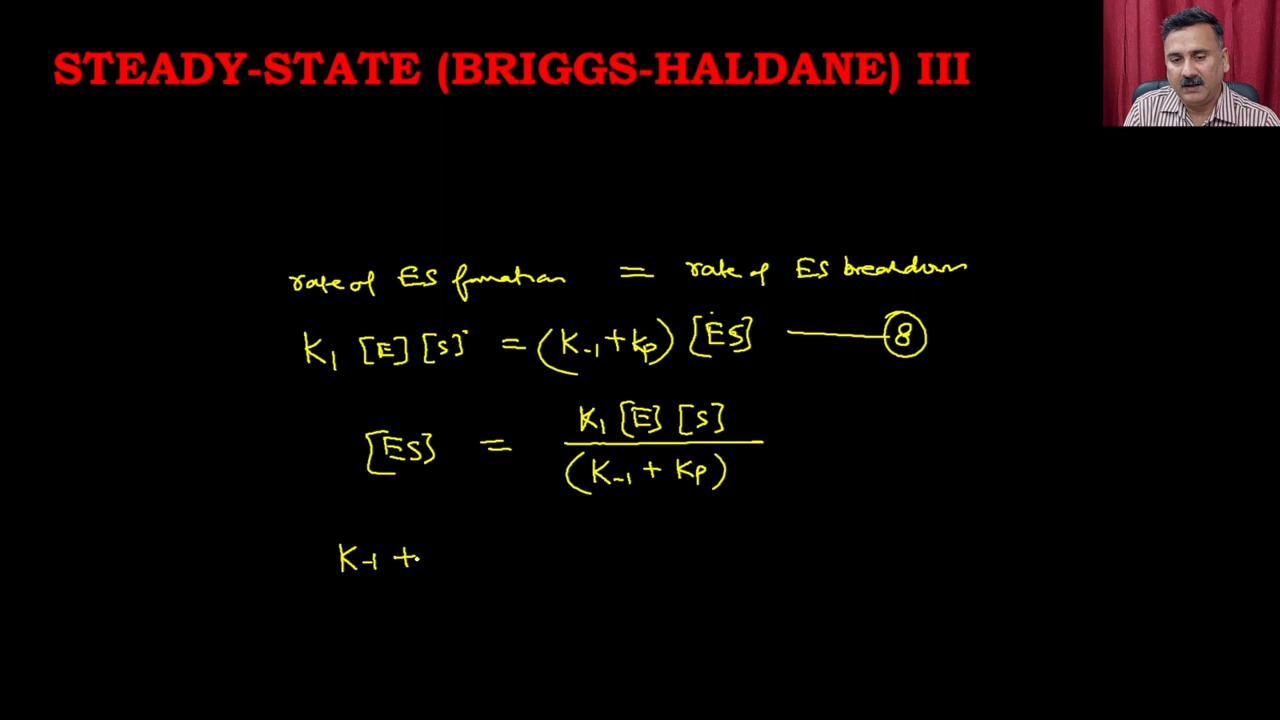 STEADY-STATE (BRIGGS-HALDANE) III
rate of ES formation = rate of ES breakdown
K₁ [E] [S] = (K₋₁ + Kp) [ES] —— 8
[ES] = K₁ [E] [S] / (K₋₁ + Kp)
K₋₁ +